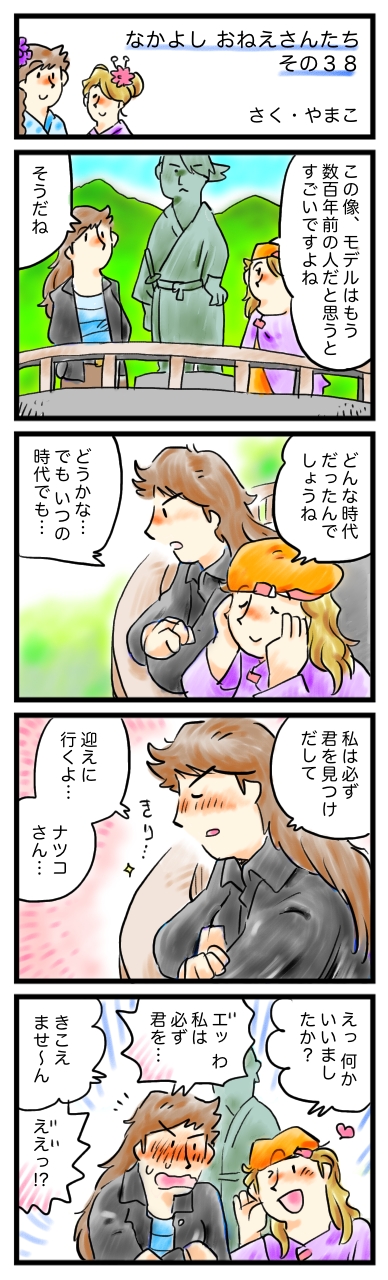 なかよし おねえさんたち
その３８
さく・やまこ
この像、モデルはもう
数百年前の人だと思うと
すごいですよね
そうだね
どんな時代
だったんで
しょうね
どうかな…
でも いつの
時代でも…
私は必ず
君を見つけ
だして
迎えに
行くよ…
ナツコ
さん…
きり…
えっ 何か
いいまし
たか？
エ゛ッ わ
私は
必ず
君を…
きこえ
ませ〜ん
え゛え゛っ!?